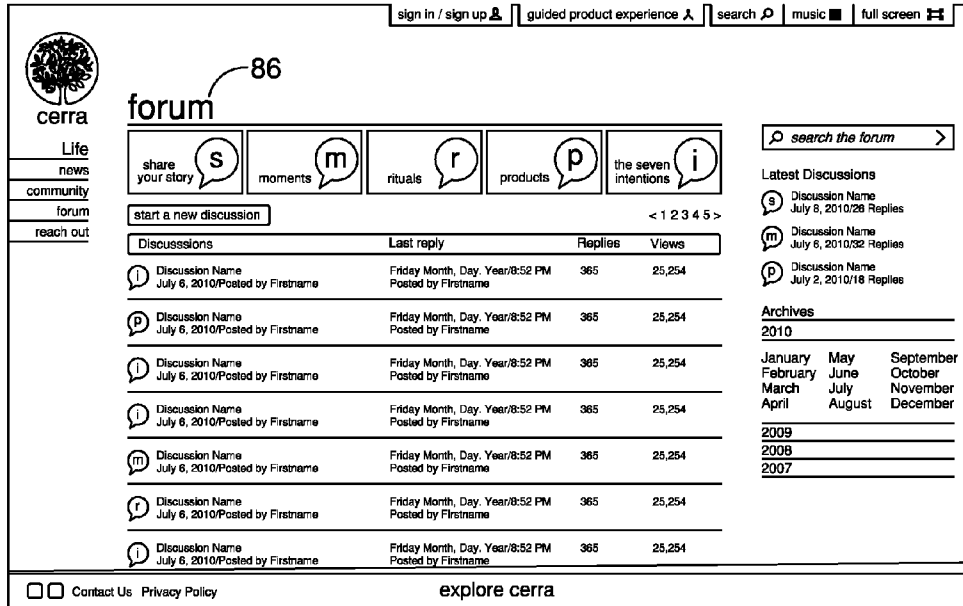 sign in / sign up guided product experience search music full screen
86
cerra
forum
Life
news
community
forum
reach out
share your story s
moments m
rituals r
products p
the seven intentions i
search the forum >
start a new discussion
< 1 2 3 4 5 >
Discusssions Last reply Replies Views
i Discussion Name Friday Month, Day. Year/8:52 PM 365 25,254
July 6, 2010/Posted by Firstname Posted by Firstname
p Discussion Name Friday Month, Day. Year/8:52 PM 365 25,254
July 6, 2010/Posted by Firstname Posted by Firstname
i Discussion Name Friday Month, Day. Year/8:52 PM 365 25,254
July 6, 2010/Posted by Firstname Posted by Firstname
i Discussion Name Friday Month, Day. Year/8:52 PM 365 25,254
July 6, 2010/Posted by Firstname Posted by Firstname
m Discussion Name Friday Month, Day. Year/8:52 PM 365 25,254
July 6, 2010/Posted by Firstname Posted by Firstname
r Discussion Name Friday Month, Day. Year/8:52 PM 365 25,254
July 6, 2010/Posted by Firstname Posted by Firstname
i Discussion Name Friday Month, Day. Year/8:52 PM 365 25,254
July 6, 2010/Posted by Firstname Posted by Firstname
Latest Discussions
s Discussion Name
July 8, 2010/26 Replies
m Discussion Name
July 6, 2010/32 Replies
p Discussion Name
July 2, 2010/18 Replies
Archives
2010
January May September
February June October
March July November
April August December
2009
2008
2007
Contact Us Privacy Policy explore cerra